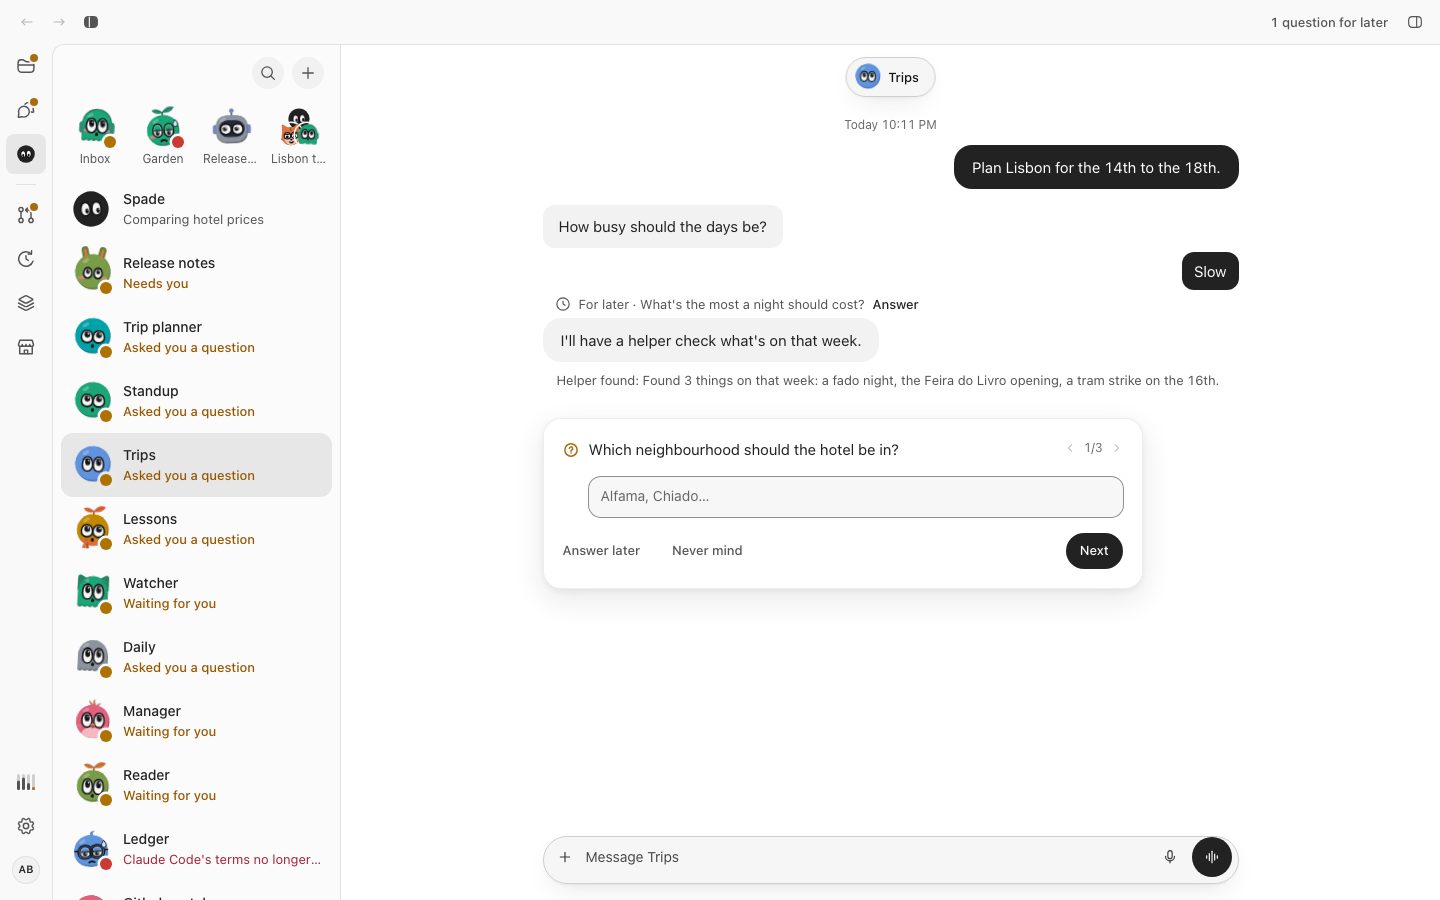 1 question for later
Inbox
Garden
Release...
Lisbon t...
Spade
Comparing hotel prices
Release notes
Needs you
Trip planner
Asked you a question
Standup
Asked you a question
Trips
Asked you a question
Lessons
Asked you a question
Watcher
Waiting for you
Daily
Asked you a question
Manager
Waiting for you
Reader
Waiting for you
Ledger
Claude Code's terms no longer...
AB
Trips
Today 10:11 PM
Plan Lisbon for the 14th to the 18th.
How busy should the days be?
Slow
For later · What's the most a night should cost? Answer
I'll have a helper check what's on that week.
Helper found: Found 3 things on that week: a fado night, the Feira do Livro opening, a tram strike on the 16th.
Which neighbourhood should the hotel be in?
1/3
Alfama, Chiado...
Answer later
Never mind
Next
Message Trips